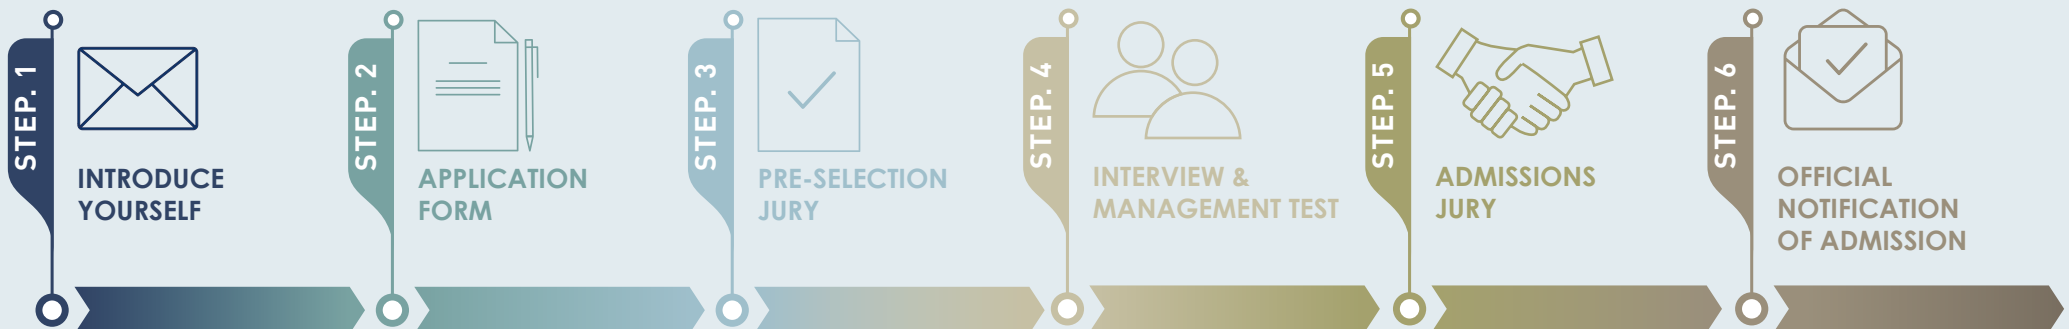 STEP. 1
INTRODUCE
YOURSELF
STEP. 2
APPLICATION
FORM
STEP. 3
PRE-SELECTION
JURY
STEP. 4
INTERVIEW &
MANAGEMENT TEST
STEP. 5
ADMISSIONS
JURY
STEP. 6
OFFICIAL
NOTIFICATION
OF ADMISSION